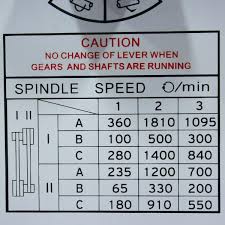 CAUTION
NO CHANGE OF LEVER WHEN
GEARS AND SHAFTS ARE RUNNING
SPINDLE SPEED /min
I II 1 2 3
I A 360 1810 1095
B 100 500 300
C 280 1400 840
II A 235 1200 700
B 65 330 200
C 180 910 550